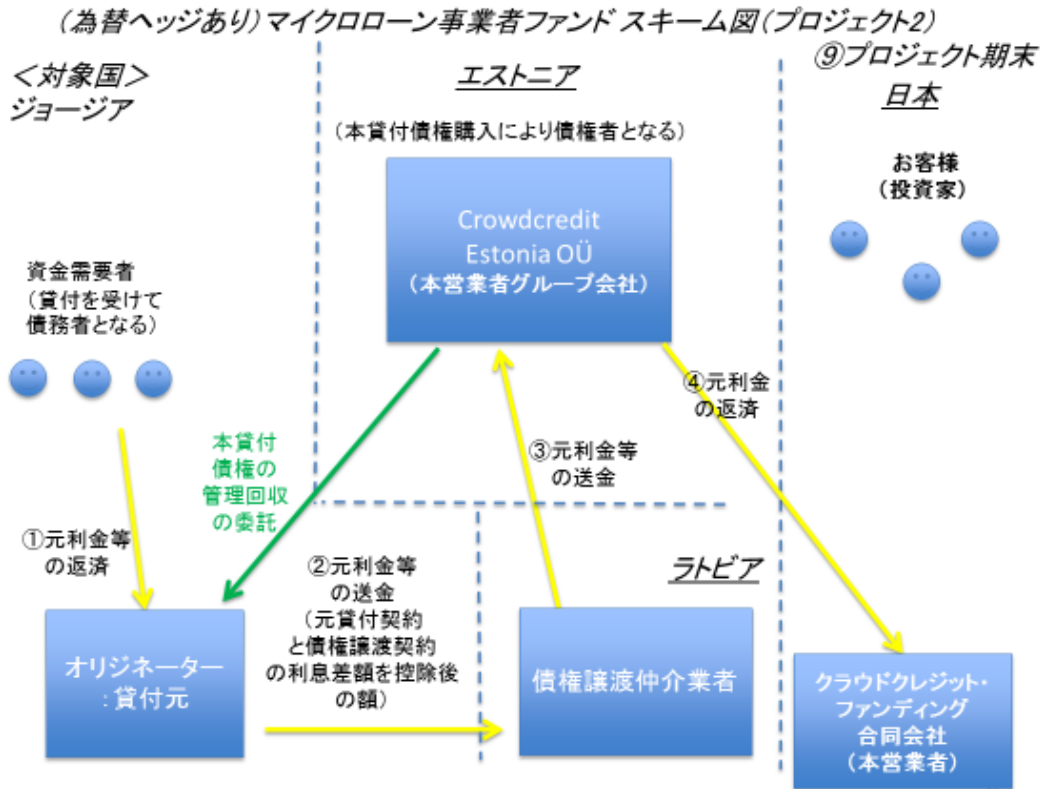 (為替ヘッジあり)マイクロローン事業者ファンド スキーム図(プロジェクト2)
＜対象国＞
ジョージア
エストニア
⑨プロジェクト期末
日本
(本貸付債権購入により債権者となる)
お客様
(投資家)
Crowdcredit
Estonia OÜ
(本営業者グループ会社)
資金需要者
(貸付を受けて
債務者となる)
④元利金
の返済
本貸付
債権の
管理回収
の委託
③元利金等
の送金
①元利金等
の返済
②元利金等
の送金
(元貸付契約
と債権譲渡契約
の利息差額を控除後
の額)
ラトビア
オリジネーター
:貸付元
債権譲渡仲介業者
クラウドクレジット・
ファンディング
合同会社
(本営業者)